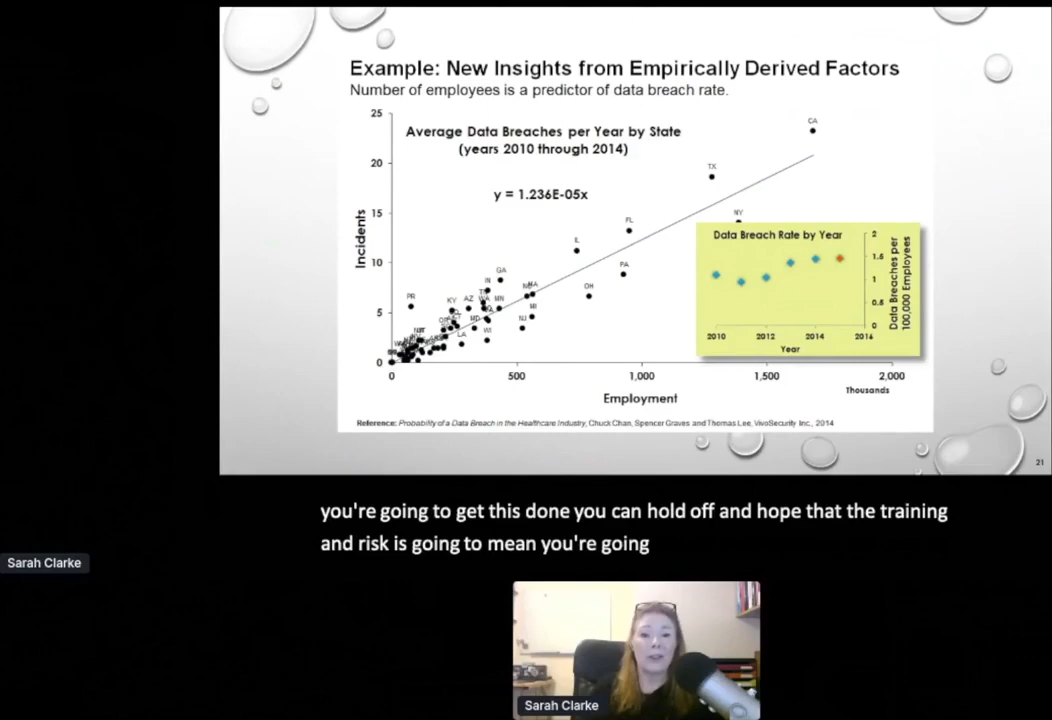 Example: New Insights from Empirically Derived Factors
Number of employees is a predictor of data breach rate.
25
Average Data Breaches per Year by State
(years 2010 through 2014)
y = 1.236E-05x
20
15
10
5
0
Incidents
CA
TX
NY
FL
IL
PA
GA
IN
OH
PR
KY
AZ
MN
MA
MI
NJ
WI
MD
LA
0
500
1,000
1,500
2,000
Thousands
Employment
Data Breach Rate by Year
2
1.5
1
0.5
0
Data Breaches per
100,000 Employees
2010
2012
2014
2016
Year
Reference: Probability of a Data Breach in the Healthcare Industry, Chuck Chan, Spencer Graves and Thomas Lee, VivoSecurity Inc., 2014
21
you're going to get this done you can hold off and hope that the training
and risk is going to mean you're going
Sarah Clarke
Sarah Clarke